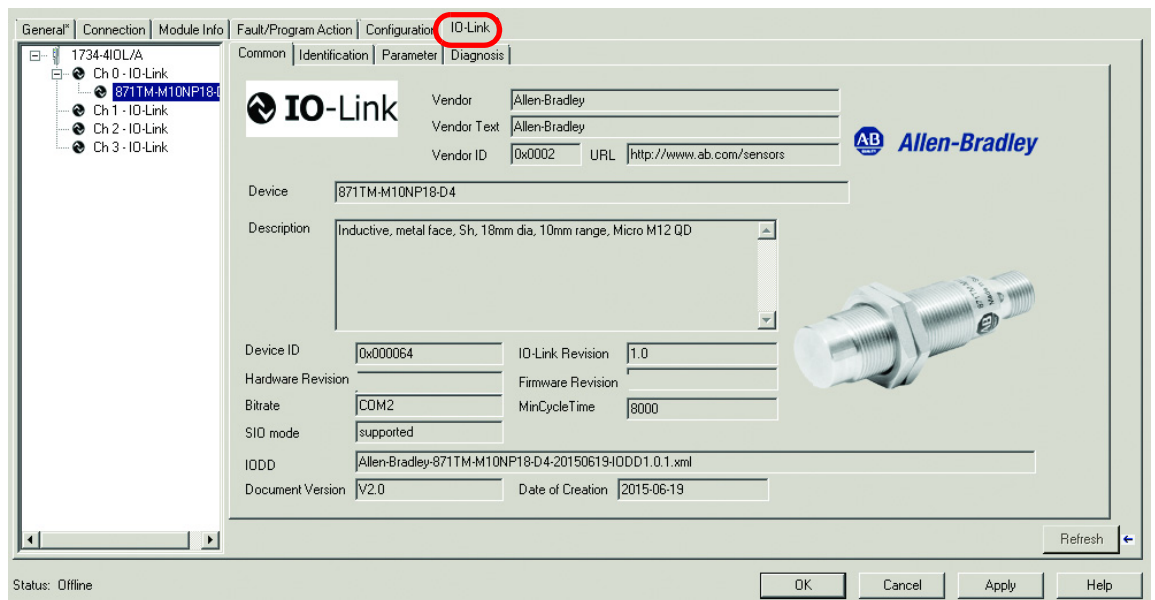 General* Connection Module Info Fault/Program Action Configuration IO-Link
1734-4IOL/A
Ch 0 - IO-Link
871TM-M10NP18-D
Ch 1 - IO-Link
Ch 2 - IO-Link
Ch 3 - IO-Link
Common Identification Parameter Diagnosis
IO-Link
Vendor Allen-Bradley
Vendor Text Allen-Bradley
Vendor ID 0x0002 URL http://www.ab.com/sensors
AB Allen-Bradley
Device 871TM-M10NP18-D4
Description Inductive, metal face, Sh, 18mm dia, 10mm range, Micro M12 QD
Device ID 0x000064 IO-Link Revision 1.0
Hardware Revision Firmware Revision
Bitrate COM2 MinCycleTime 8000
SIO mode supported
IODD Allen-Bradley-871TM-M10NP18-D4-20150619-IODD1.0.1.xml
Document Version V2.0 Date of Creation 2015-06-19
AB
Refresh
Status: Offline OK Cancel Apply Help